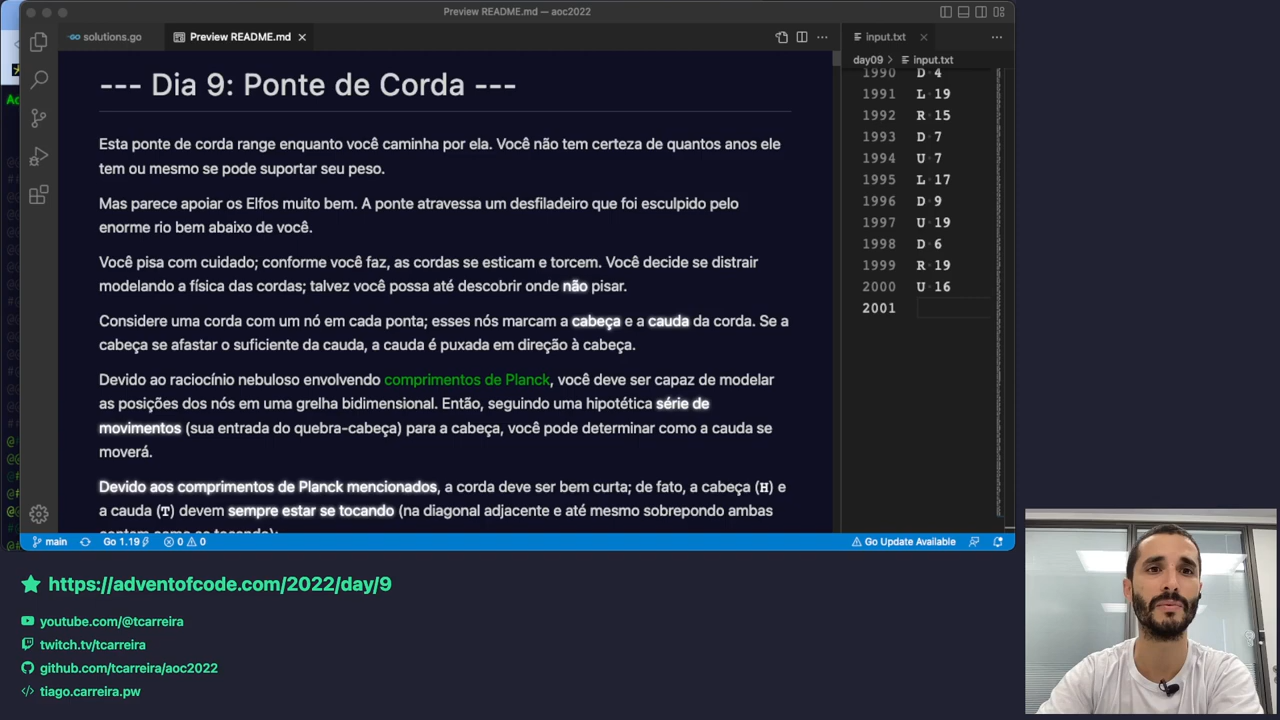 Preview README.md — aoc2022
solutions.go
Preview README.md
input.txt
day09 > input.txt
--- Dia 9: Ponte de Corda ---
Esta ponte de corda range enquanto você caminha por ela. Você não tem certeza de quantos anos ele
tem ou mesmo se pode suportar seu peso.
Mas parece apoiar os Elfos muito bem. A ponte atravessa um desfiladeiro que foi esculpido pelo
enorme rio bem abaixo de você.
Você pisa com cuidado; conforme você faz, as cordas se esticam e torcem. Você decide se distrair
modelando a física das cordas; talvez você possa até descobrir onde não pisar.
Considere uma corda com um nó em cada ponta; esses nós marcam a cabeça e a cauda da corda. Se a
cabeça se afastar o suficiente da cauda, a cauda é puxada em direção à cabeça.
Devido ao raciocínio nebuloso envolvendo comprimentos de Planck, você deve ser capaz de modelar
as posições dos nós em uma grelha bidimensional. Então, seguindo uma hipotética série de
movimentos (sua entrada do quebra-cabeça) para a cabeça, você pode determinar como a cauda se
moverá.
Devido aos comprimentos de Planck mencionados, a corda deve ser bem curta; de fato, a cabeça (H) e
a cauda (T) devem sempre estar se tocando (na diagonal adjacente e até mesmo sobrepondo ambas
contam como se tocando):
1990 D 4
1991 L 19
1992 R 15
1993 D 7
1994 U 7
1995 L 17
1996 D 9
1997 U 19
1998 D 6
1999 R 19
2000 U 16
2001
main
Go 1.19
0
0
Go Update Available
https://adventofcode.com/2022/day/9
youtube.com/@tcarreira
twitch.tv/tcarreira
github.com/tcarreira/aoc2022
tiago.carreira.pw